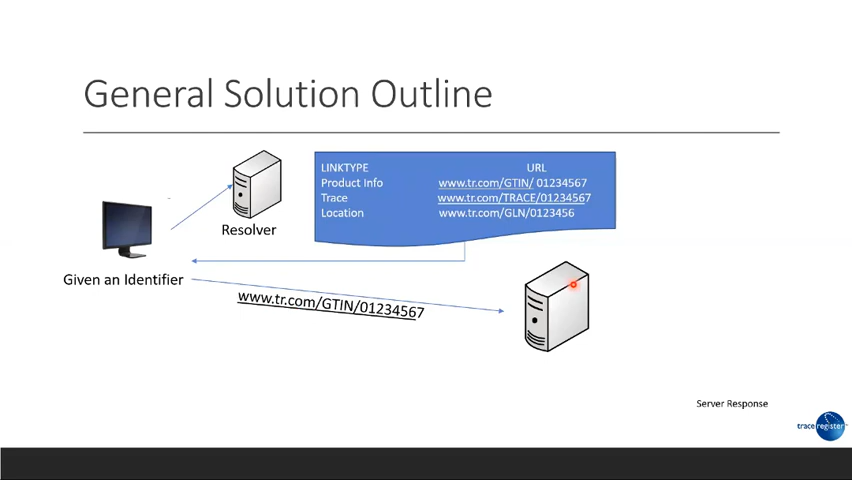 General Solution Outline
LINKTYPE URL
Product Info www.tr.com/GTIN/ 01234567
Trace www.tr.com/TRACE/01234567
Location www.tr.com/GLN/0123456
Resolver
Given an Identifier
www.tr.com/GTIN/01234567
Server Response
trace register